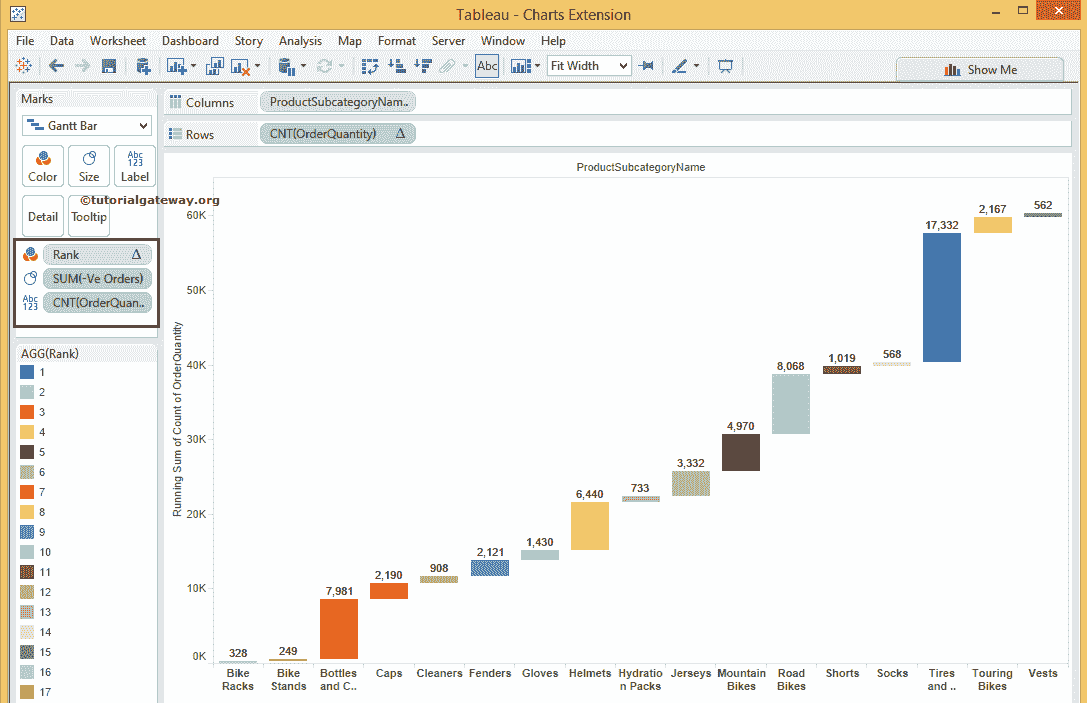 Tableau - Charts Extension
File Data Worksheet Dashboard Story Analysis Map Format Server Window Help
Abc Fit Width Show Me
Marks
Gantt Bar
Color Size Abc 123 Label
Detail Tooltip
©tutorialgateway.org
Rank Δ
SUM(-Ve Orders)
Abc 123 CNT(OrderQuan..
AGG(Rank)
1
2
3
4
5
6
7
8
9
10
11
12
13
14
15
16
17
Columns ProductSubcategoryNam..
Rows CNT(OrderQuantity) Δ
ProductSubcategoryName
Running Sum of Count of OrderQuantity
60K
50K
40K
30K
20K
10K
0K
328
249
7,981
2,190
908
2,121
1,430
6,440
733
3,332
4,970
8,068
1,019
568
17,332
2,167
562
Bike Racks
Bike Stands
Bottles and C..
Caps
Cleaners
Fenders
Gloves
Helmets
Hydratio n Packs
Jerseys
Mountain Bikes
Road Bikes
Shorts
Socks
Tires and ..
Touring Bikes
Vests